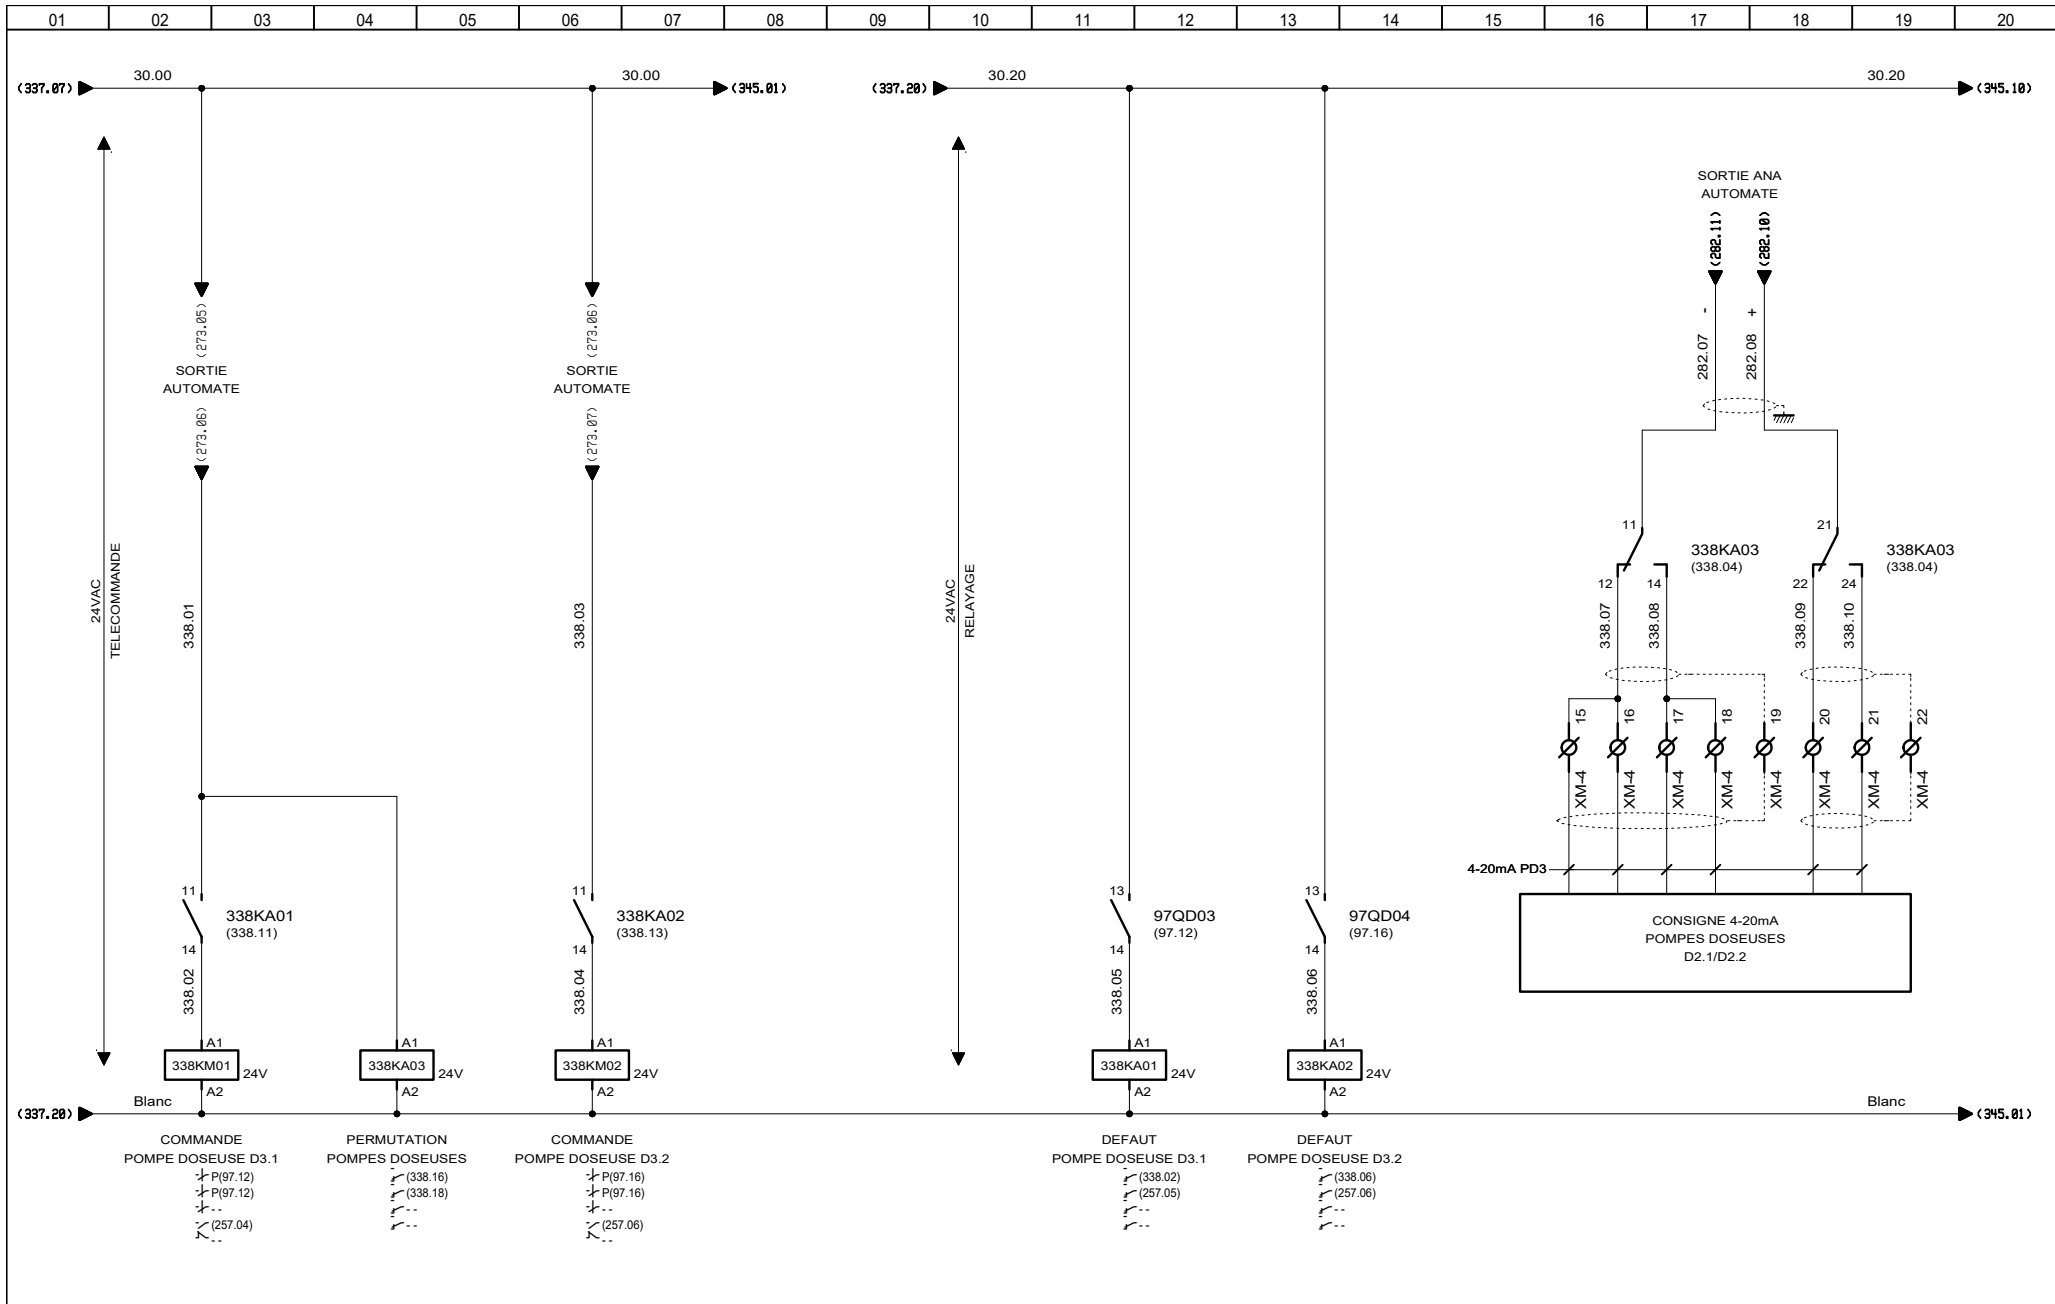 01 02 03 04 05 06 07 08 09 10 11 12 13 14 15 16 17 18 19 20
30.00 30.00 30.20 30.20
(337.07) (345.01) (337.20) (345.10)
SORTIE ANA
AUTOMATE
(282.11) (282.10)
- +
282.07 282.08
(273.05) (273.06)
SORTIE
AUTOMATE
SORTIE
AUTOMATE
(273.06) (273.07)
24VAC
TELECOMMANDE
338.01
338.03
24VAC
RELAYAGE
11 21
338KA03
(338.04)
338KA03
(338.04)
12 14 22 24
338.07 338.08 338.09 338.10
15 16 17 18 19 20 21 22
XM-4 XM-4 XM-4 XM-4 XM-4 XM-4 XM-4 XM-4
4-20mA PD3
CONSIGNE 4-20mA
POMPES DOSEUSES
D2.1/D2.2
11 11 13 13
338KA01
(338.11)
338KA02
(338.13)
97QD03
(97.12)
97QD04
(97.16)
14 14 14 14
338.02 338.04 338.05 338.06
A1 A1 A1 A1 A1
338KM01 24V 338KA03 24V 338KM02 24V 338KA01 24V 338KA02 24V
A2 A2 A2 A2 A2
Blanc Blanc
(337.20) (345.01)
COMMANDE
POMPE DOSEUSE D3.1
P(97.12)
P(97.12)
--
(257.04)
--
PERMUTATION
POMPES DOSEUSES
(338.16)
(338.18)
--
--
COMMANDE
POMPE DOSEUSE D3.2
P(97.16)
P(97.16)
--
(257.06)
--
DEFAUT
POMPE DOSEUSE D3.1
(338.02)
(257.05)
--
--
DEFAUT
POMPE DOSEUSE D3.2
(338.06)
(257.06)
--
--